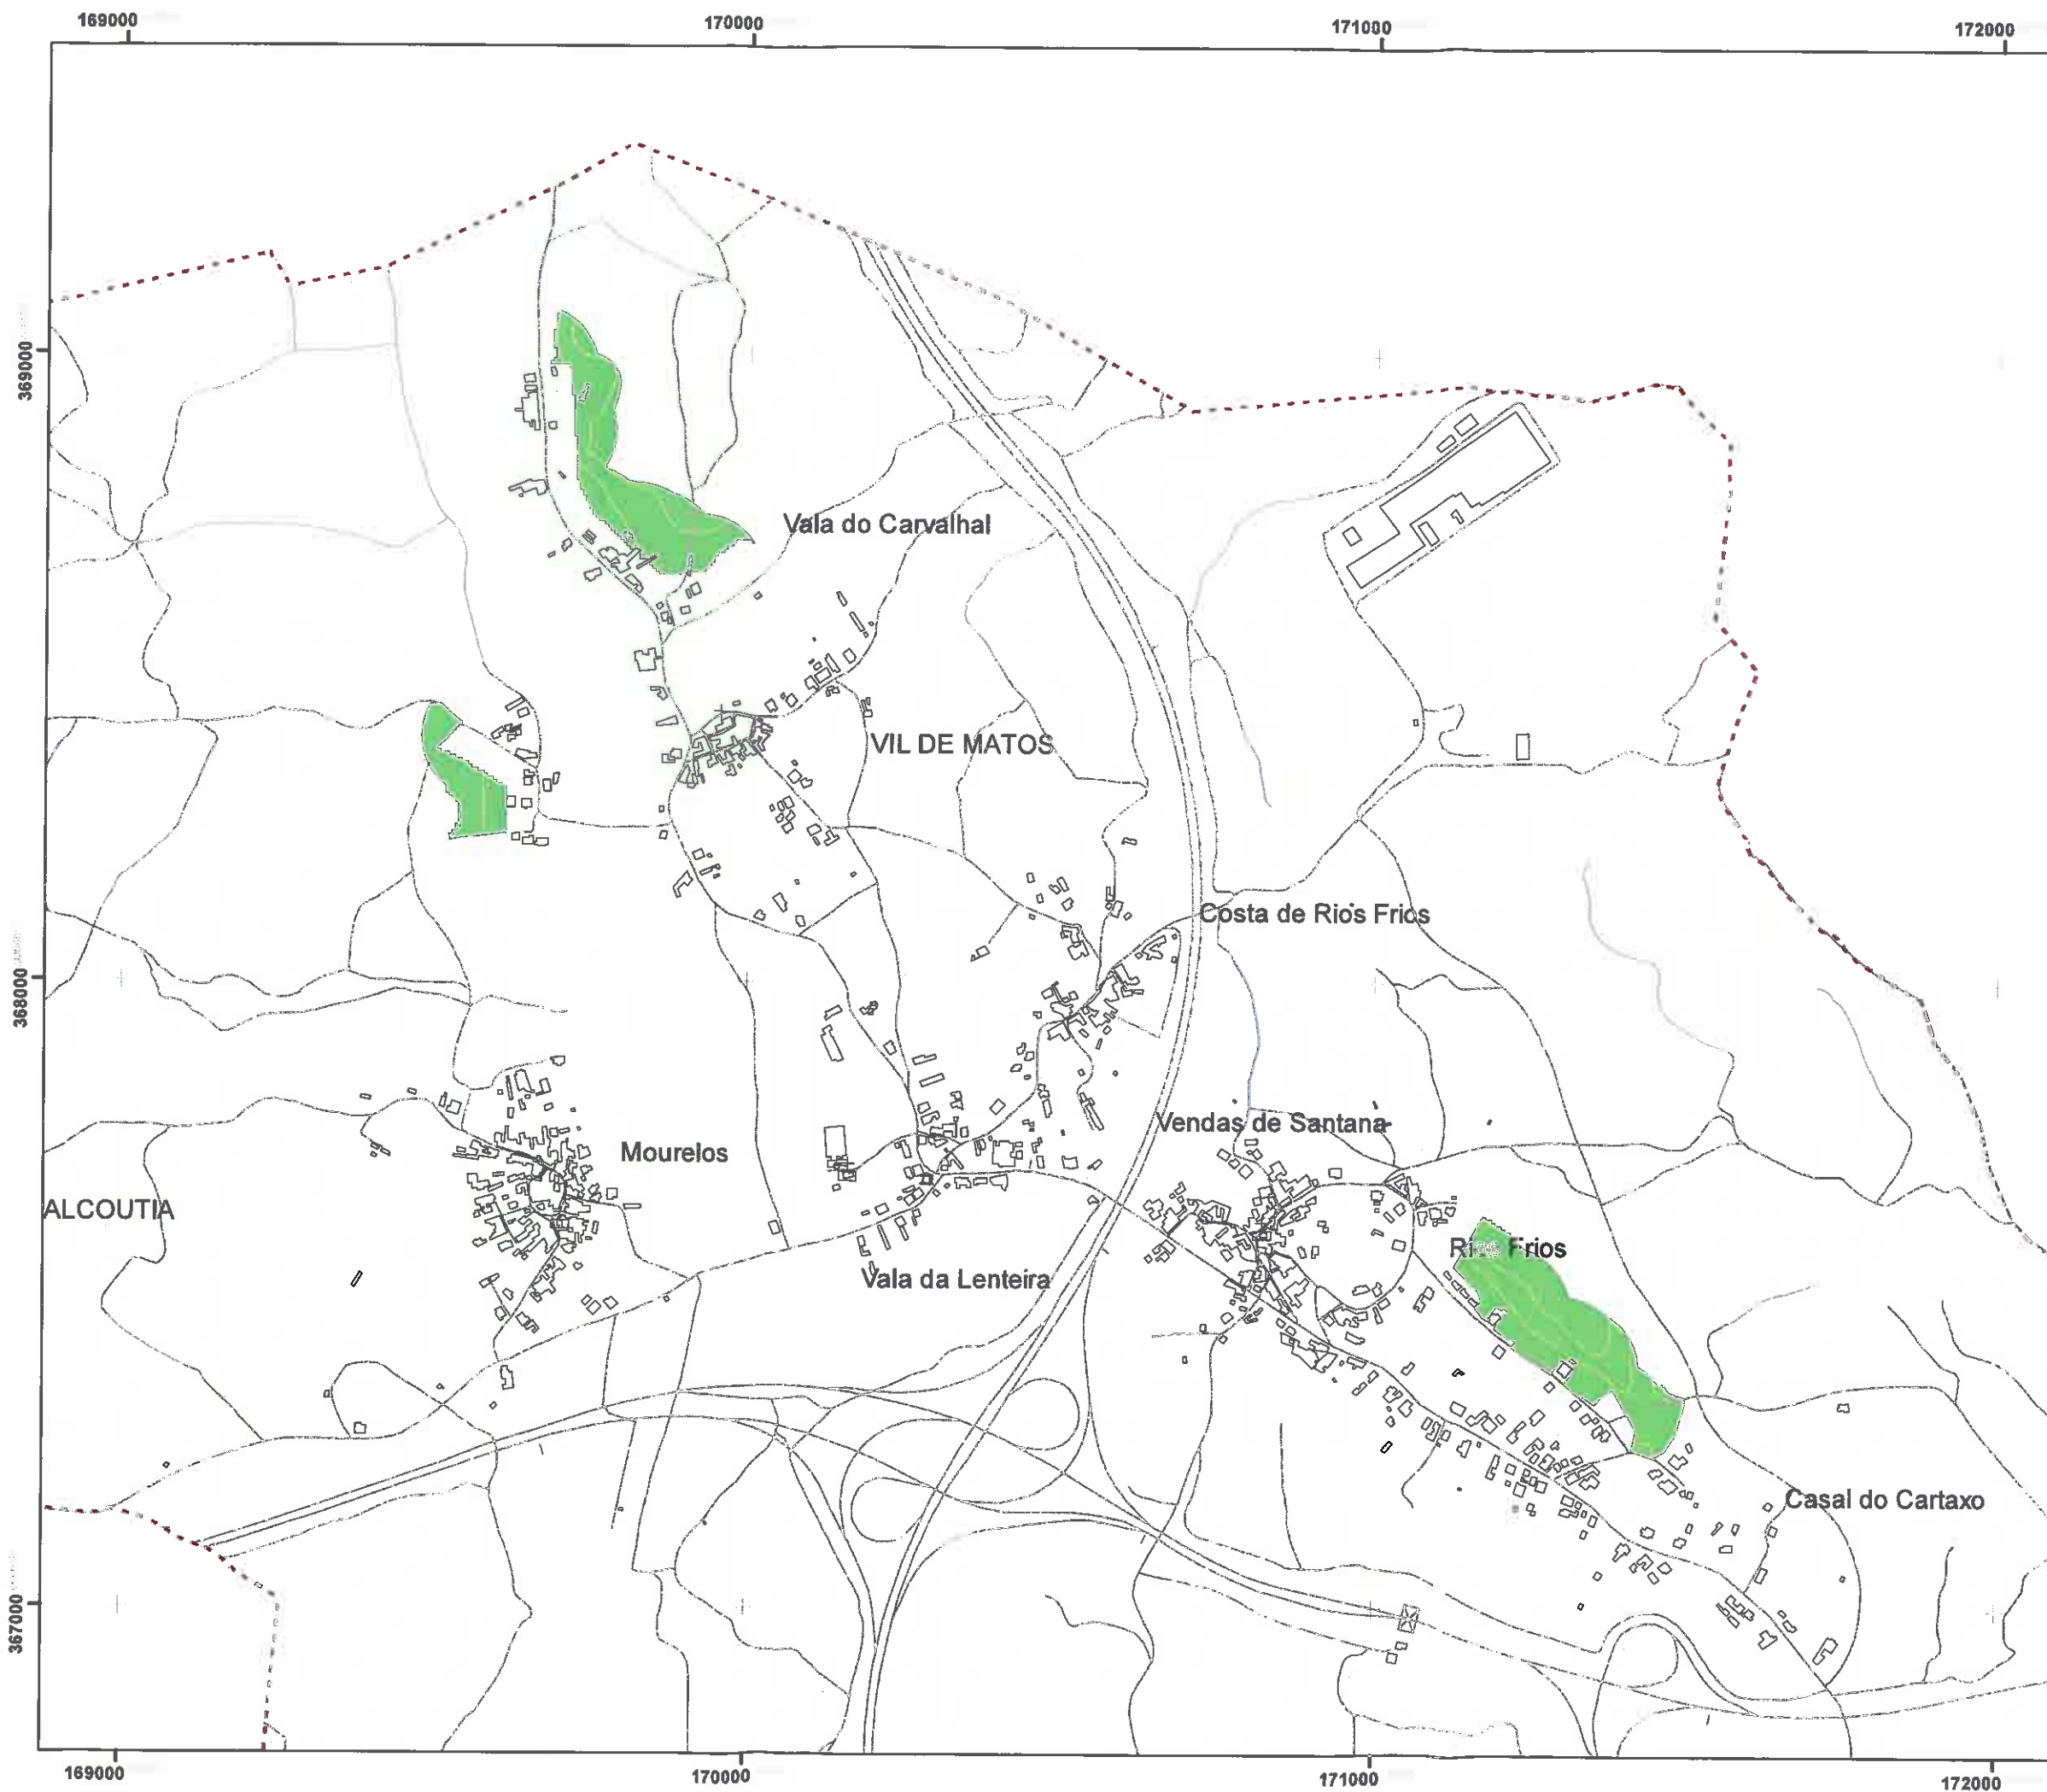 169000
170000
171000
172000
369000
Vala do Carvalhal
VIL DE MATOS
Costa de Rios Frios
368000
Vendas de Santana
Mourelos
ALCOUTIA
Frios
Vala da Lenteira
Casal do Cartaxo
367000
169000
170000
171000
172000